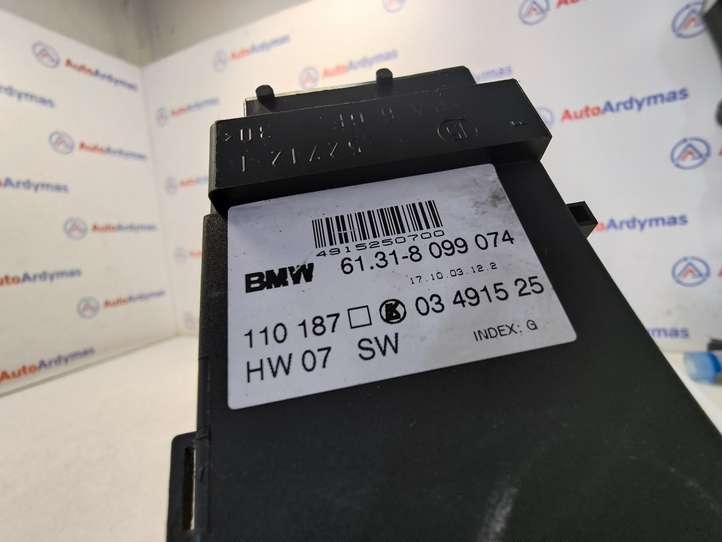 AutoArdymas
4915250700
BMW 61.31-8 099 074
17.10.03.12.2
110 187 03 4915 25
HW 07 SW INDEX: G